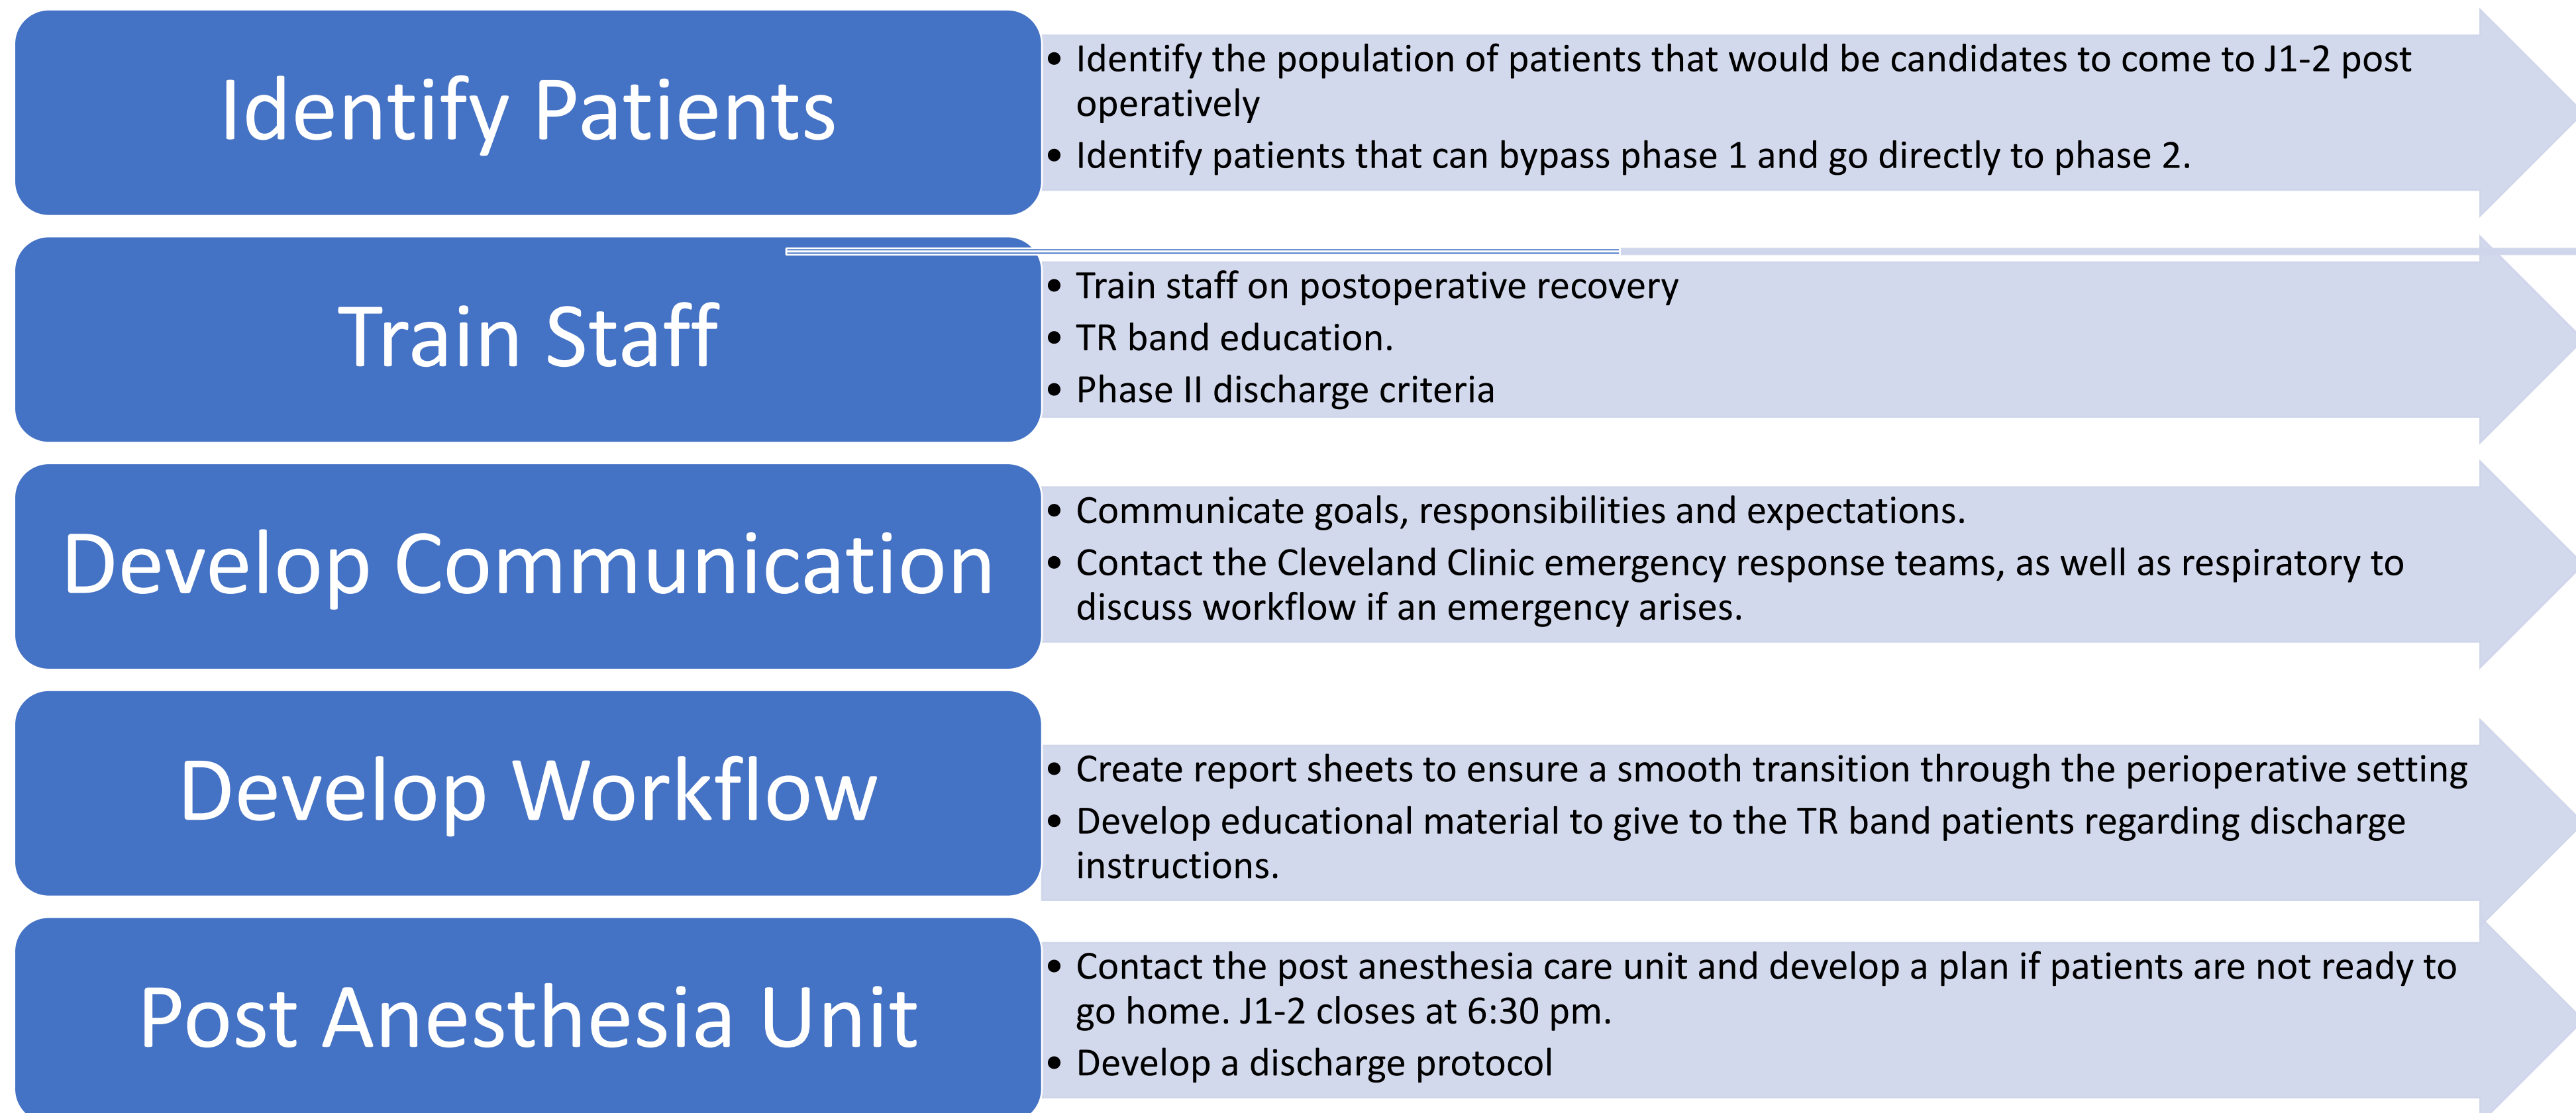 Identify Patients
• Identify the population of patients that would be candidates to come to J1-2 post
operatively
• Identify patients that can bypass phase 1 and go directly to phase 2.
Train Staff
• Train staff on postoperative recovery
• TR band education.
• Phase II discharge criteria
Develop Communication
• Communicate goals, responsibilities and expectations.
• Contact the Cleveland Clinic emergency response teams, as well as respiratory to
discuss workflow if an emergency arises.
Develop Workflow
• Create report sheets to ensure a smooth transition through the perioperative setting
• Develop educational material to give to the TR band patients regarding discharge
instructions.
Post Anesthesia Unit
• Contact the post anesthesia care unit and develop a plan if patients are not ready to
go home. J1-2 closes at 6:30 pm.
• Develop a discharge protocol